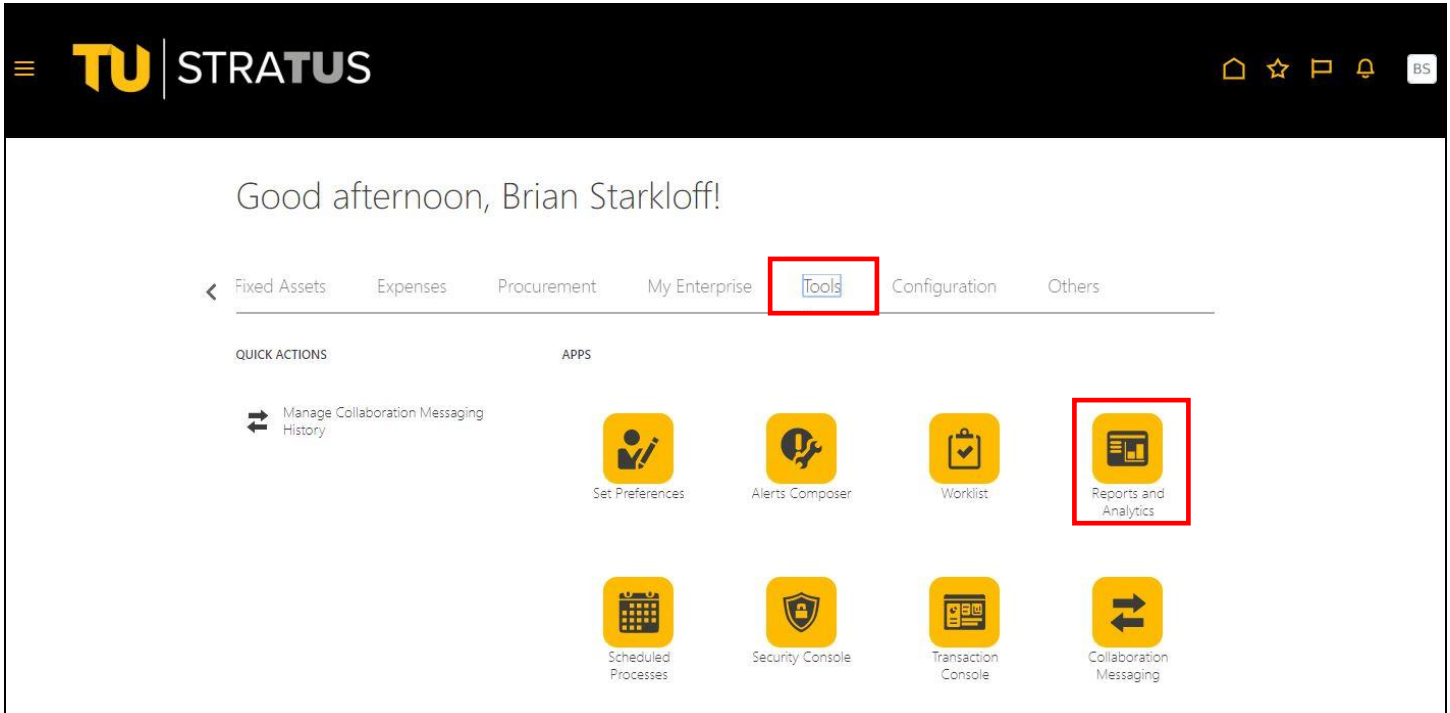 TU STRATUS
BS
Good afternoon, Brian Starkloff!
Fixed Assets Expenses Procurement My Enterprise Tools Configuration Others
QUICK ACTIONS
APPS
Manage Collaboration Messaging
History
Set Preferences
Alerts Composer
Worklist
Reports and
Analytics
Scheduled
Processes
Security Console
Transaction
Console
Collaboration
Messaging